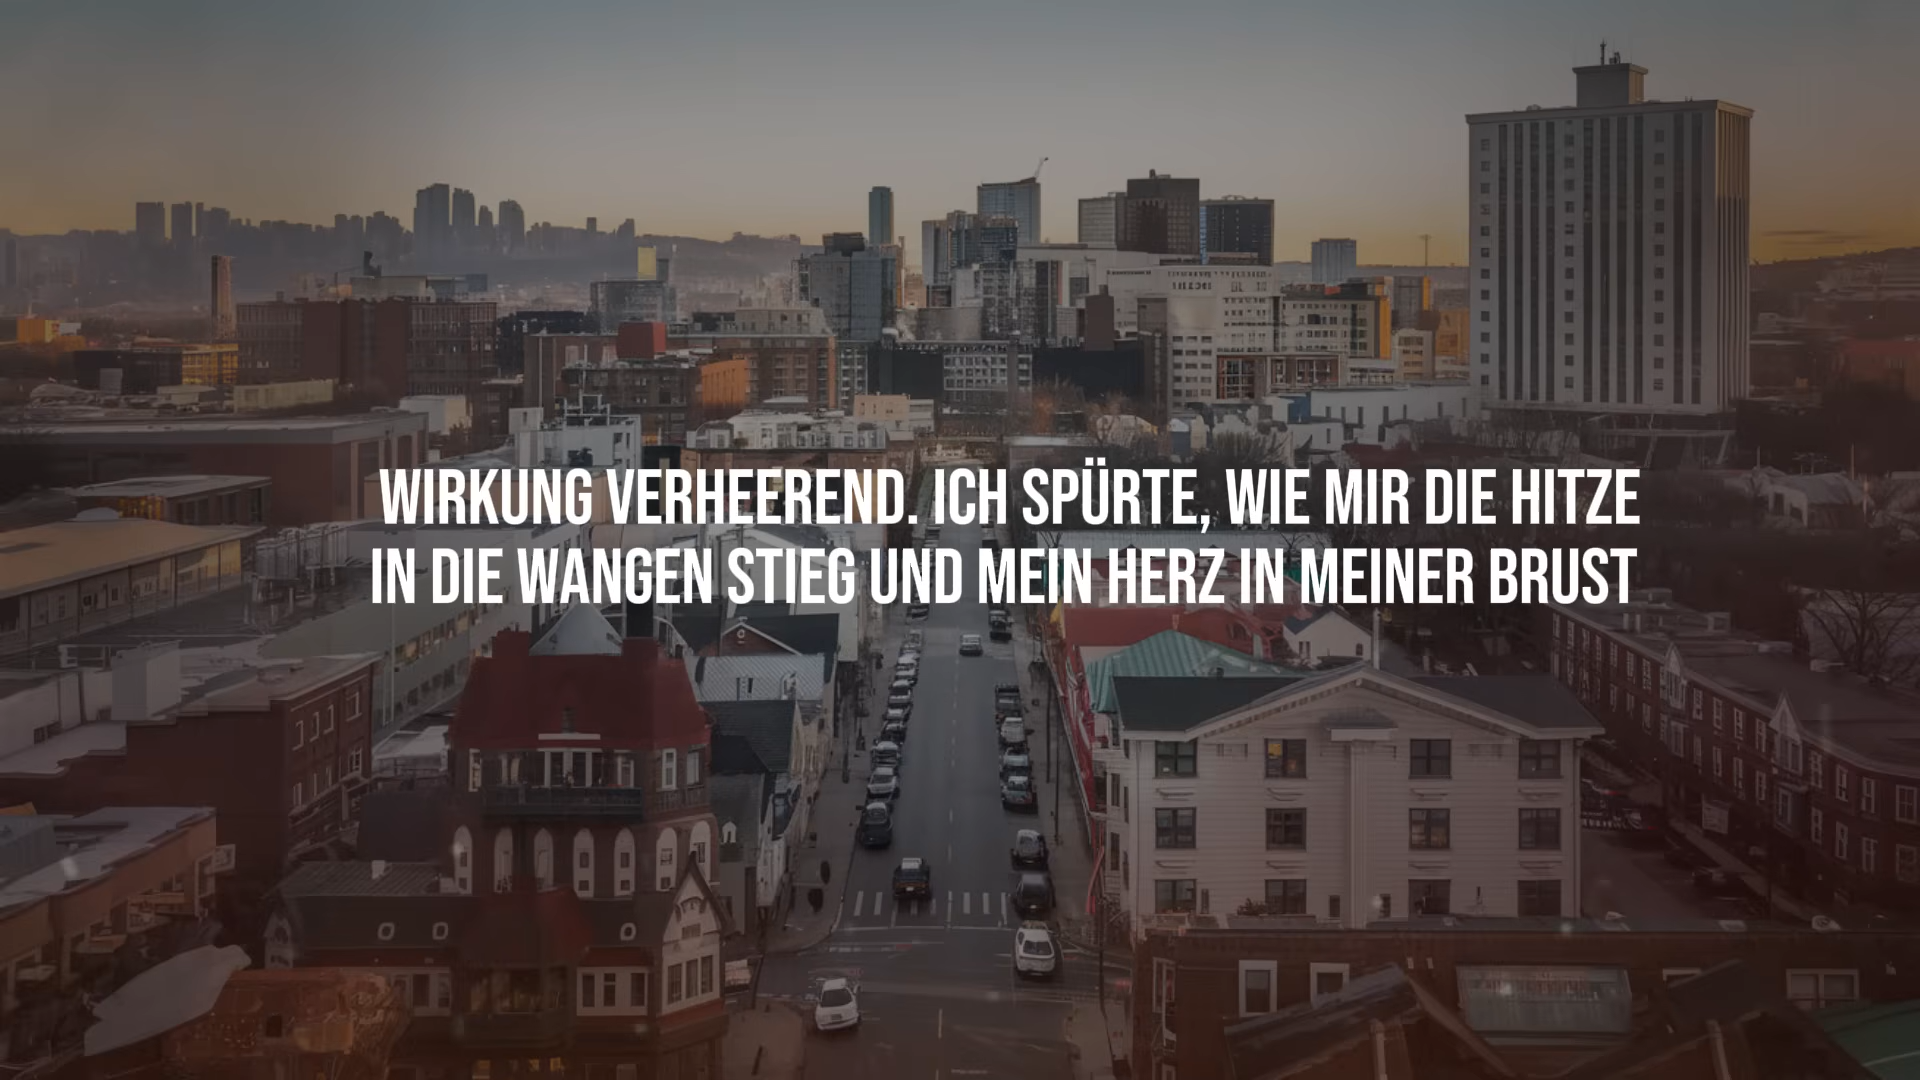 WIRKUNG VERHEEREND. ICH SPÜRTE, WIE MIR DIE HITZE
IN DIE WANGEN STIEG UND MEIN HERZ IN MEINER BRUST